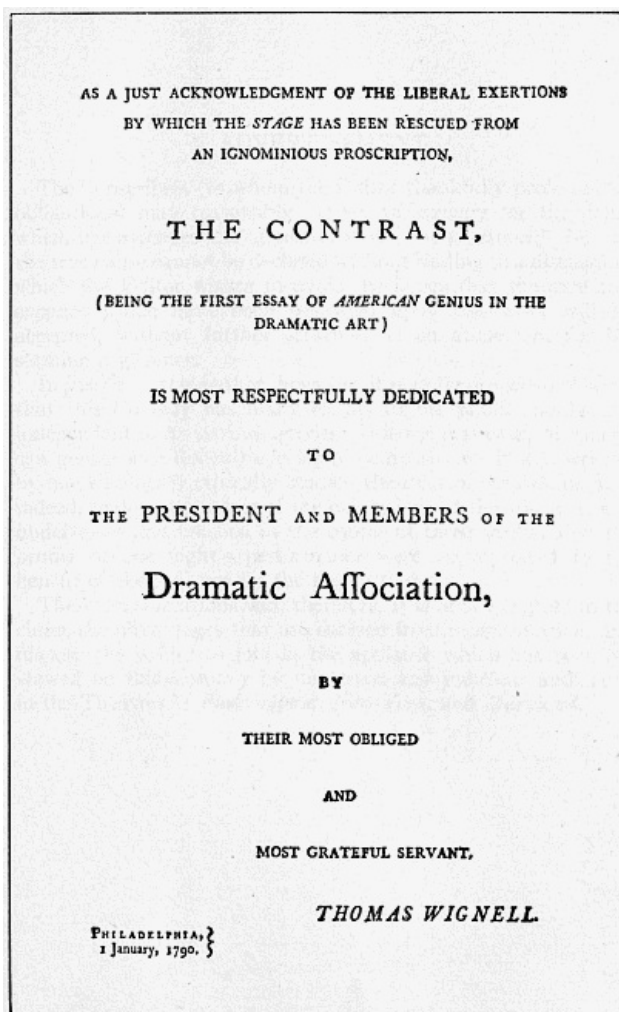 AS A JUST ACKNOWLEDGMENT OF THE LIBERAL EXERTIONS
BY WHICH THE STAGE HAS BEEN RESCUED FROM
AN IGNOMINIOUS PROSCRIPTION,
THE CONTRAST,
(BEING THE FIRST ESSAY OF AMERICAN GENIUS IN THE
DRAMATIC ART)
IS MOST RESPECTFULLY DEDICATED
TO
THE PRESIDENT AND MEMBERS OF THE
Dramatic Aſſociation,
BY
THEIR MOST OBLIGED
AND
MOST GRATEFUL SERVANT,
THOMAS WIGNELL.
PHILADELPHIA,
1 January, 1790.